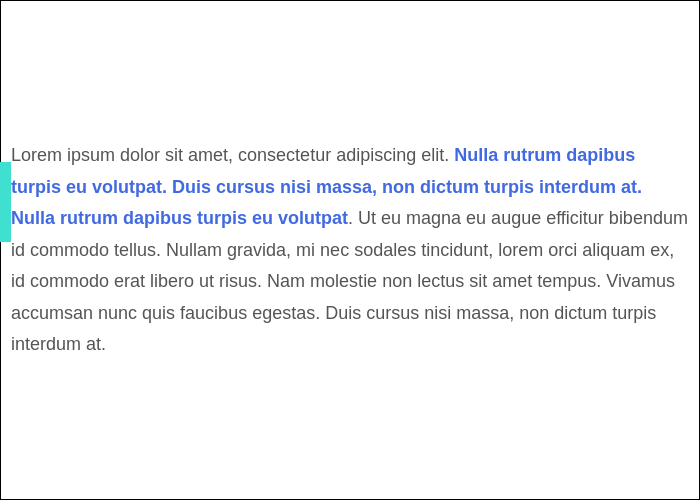 Lorem ipsum dolor sit amet, consectetur adipiscing elit. Nulla rutrum dapibus
turpis eu volutpat. Duis cursus nisi massa, non dictum turpis interdum at.
Nulla rutrum dapibus turpis eu volutpat. Ut eu magna eu augue efficitur bibendum
id commodo tellus. Nullam gravida, mi nec sodales tincidunt, lorem orci aliquam ex,
id commodo erat libero ut risus. Nam molestie non lectus sit amet tempus. Vivamus
accumsan nunc quis faucibus egestas. Duis cursus nisi massa, non dictum turpis
interdum at.